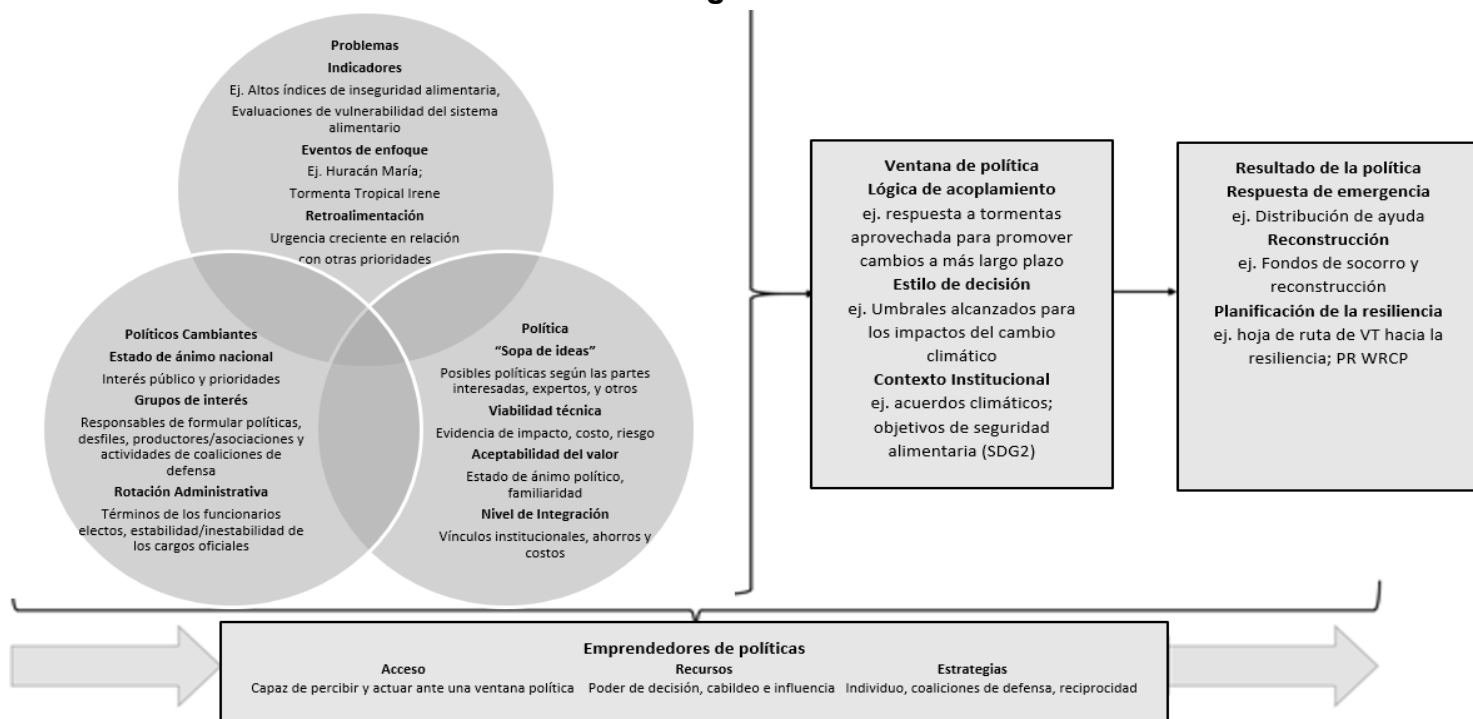 g
Problemas
Indicadores
Ej. Altos índices de inseguridad alimentaria,
Evaluaciones de vulnerabilidad del sistema
alimentario
Eventos de enfoque
Ej. Huracán María;
Tormenta Tropical Irene
Retroalimentación
Urgencia creciente en relación
con otras prioridades
Políticos Cambiantes
Estado de ánimo nacional
Interés público y prioridades
Grupos de interés
Responsables de formular políticas,
desfiles, productores/asociaciones y
actividades de coaliciones de
defensa
Rotación Administrativa
Términos de los funcionarios
electos, estabilidad/inestabilidad de
los cargos oficiales
Política
“Sopa de ideas”
Posibles políticas según las partes
interesadas, expertos, y otros
Viabilidad técnica
Evidencia de impacto, costo, riesgo
Aceptabilidad del valor
Estado de ánimo político,
familiaridad
Nivel de Integración
Vínculos institucionales, ahorros y
costos
Ventana de política
Lógica de acoplamiento
ej. respuesta a tormentas
aprovechada para promover
cambios a más largo plazo
Estilo de decisión
ej. Umbrales alcanzados para
los impactos del cambio
climático
Contexto Institucional
ej. acuerdos climáticos;
objetivos de seguridad
alimentaria (SDG2)
Resultado de la política
Respuesta de emergencia
ej. Distribución de ayuda
Reconstrucción
ej. Fondos de socorro y
reconstrucción
Planificación de la resiliencia
ej. hoja de ruta de VT hacia la
resiliencia; PR WRCP
Emprendedores de políticas
Acceso
Capaz de percibir y actuar ante una ventana política
Recursos
Poder de decisión, cabildeo e influencia
Estrategias
Individuo, coaliciones de defensa, reciprocidad